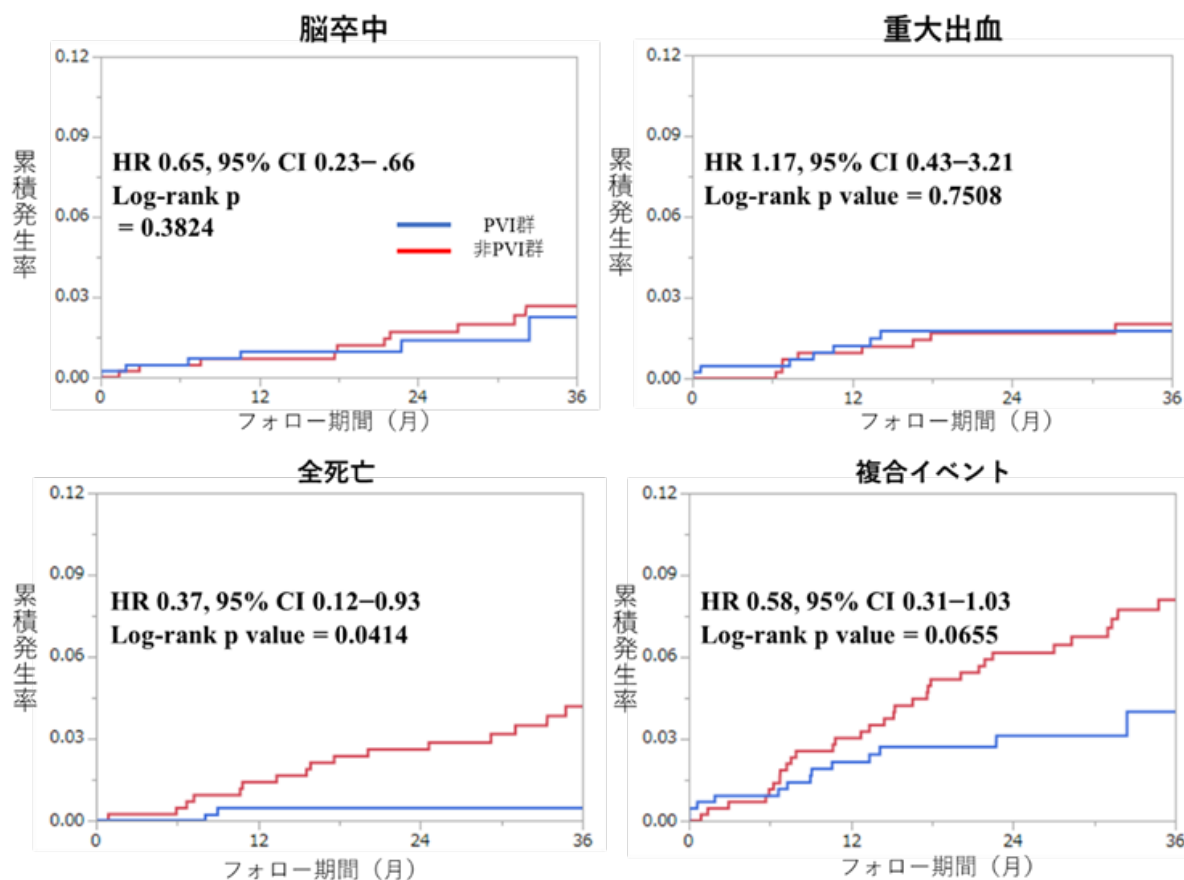 脳卒中
0.12
0.09
0.06
0.03
0.00
累積発生率
HR 0.65, 95% CI 0.23− .66
Log-rank p
= 0.3824
PVI群
非PVI群
0 12 24 36
フォロー期間（月）
重大出血
0.12
0.09
0.06
0.03
0.00
累積発生率
HR 1.17, 95% CI 0.43−3.21
Log-rank p value = 0.7508
0 12 24 36
フォロー期間（月）
全死亡
0.12
0.09
0.06
0.03
0.00
累積発生率
HR 0.37, 95% CI 0.12−0.93
Log-rank p value = 0.0414
0 12 24 36
フォロー期間（月）
複合イベント
0.12
0.09
0.06
0.03
0.00
累積発生率
HR 0.58, 95% CI 0.31−1.03
Log-rank p value = 0.0655
0 12 24 36
フォロー期間（月）